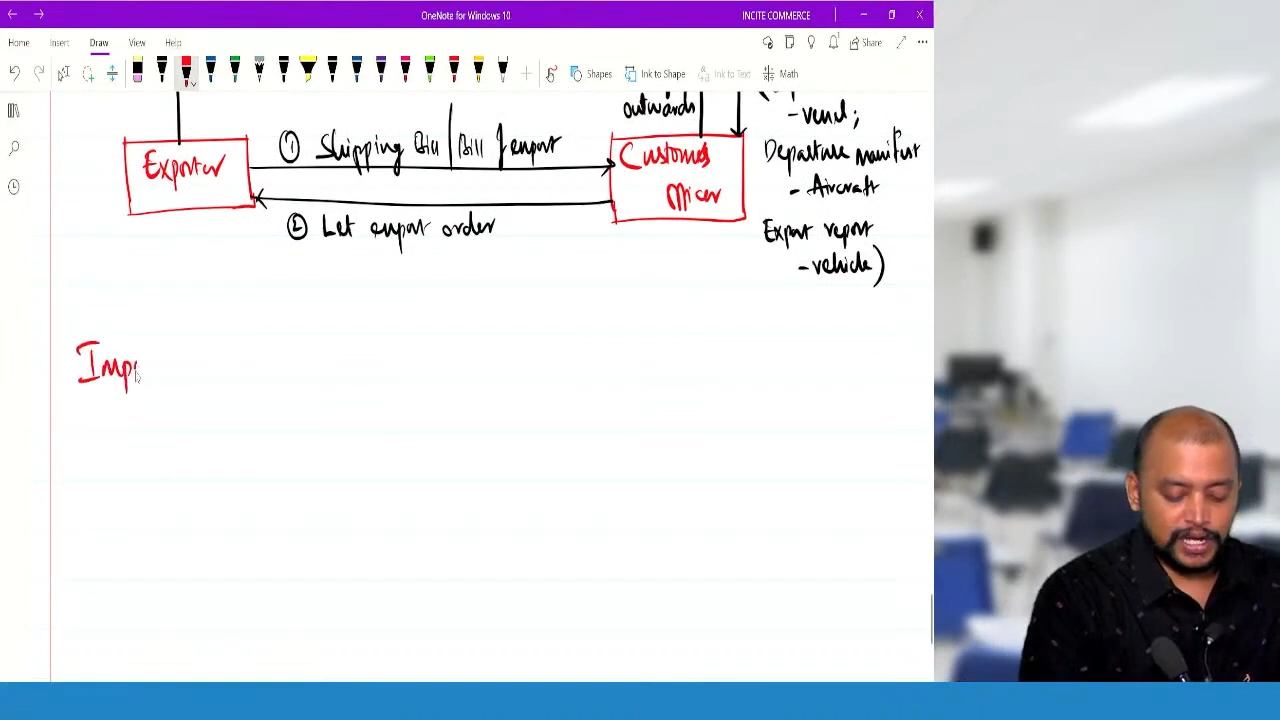 OneNote for Windows 10
INCITE COMMERCE
Home Insert Draw View Help
Share
Shapes Ink to Shape Ink to Text Math
outwards
- vessel;
Exporter
① Shipping Bill / Bill of export
Customs
officer
Departure manifest
- Aircraft
② Let export order
Export report
- vehicle)
Imp